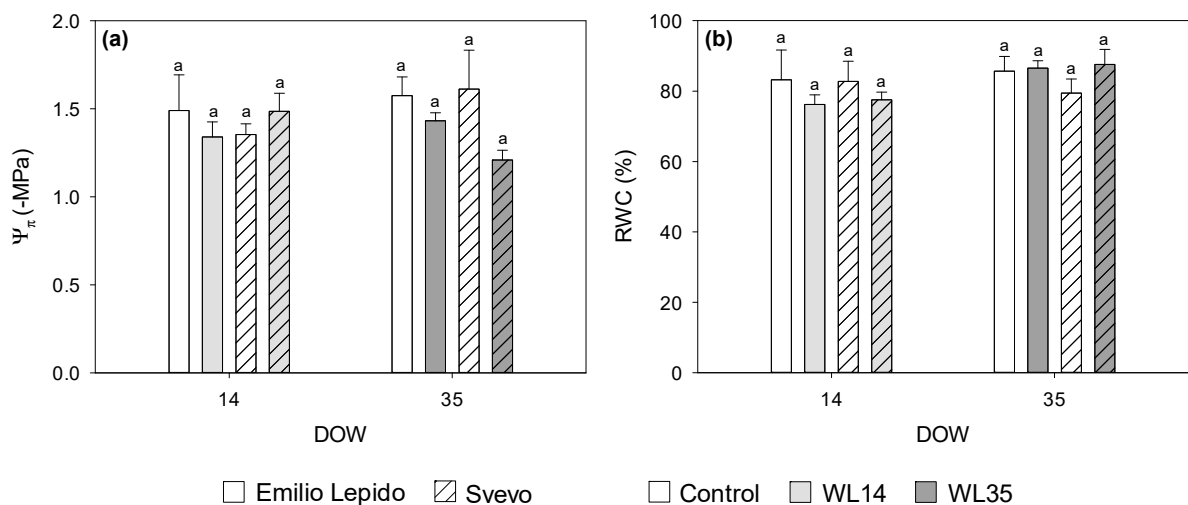 (a)
Ψπ (-MPa)
2.0
1.5
1.0
0.5
0.0
a a a a a a a a
14 35
DOW
(b)
RWC (%)
100
80
60
40
20
0
a a a a a a a a
14 35
DOW
Emilio Lepido Svevo Control WL14 WL35